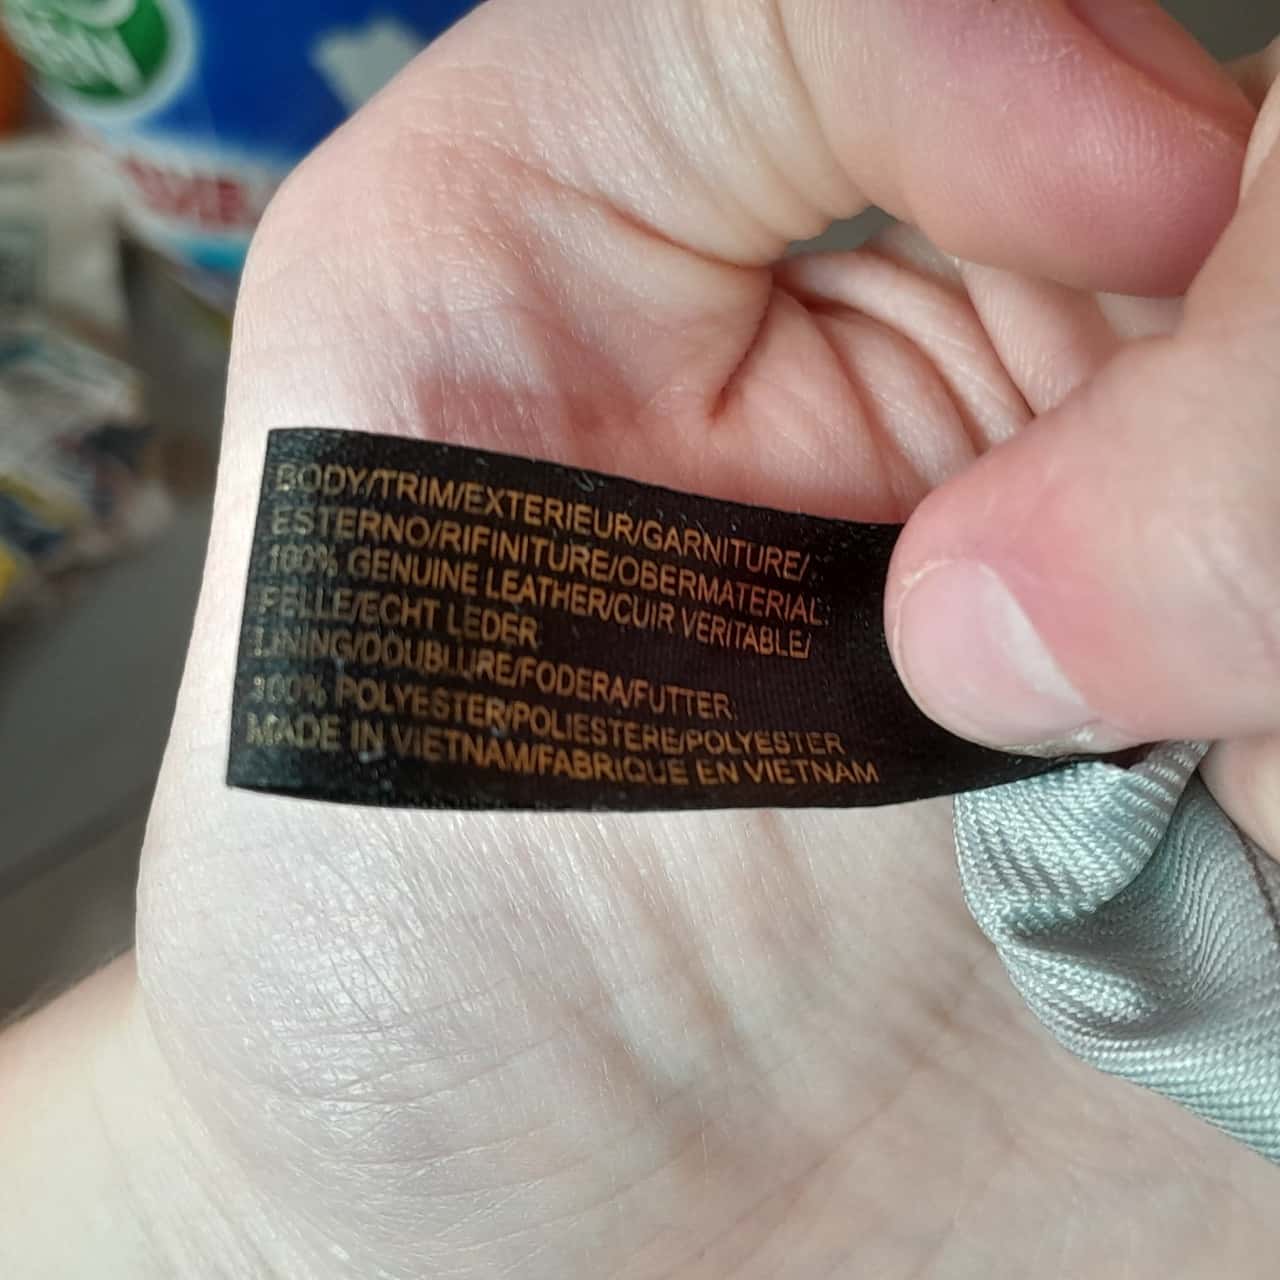 BODY/TRIM/EXTERIEUR/GARNITURE/
ESTERNO/RIFINITURE/OBERMATERIAL:
100% GENUINE LEATHER/CUIR VERITABLE/
PELLE/ECHT LEDER
LINING/DOUBLURE/FODERA/FUTTER:
100% POLYESTER/POLIESTERE/POLYESTER
MADE IN VIETNAM/FABRIQUE EN VIETNAM